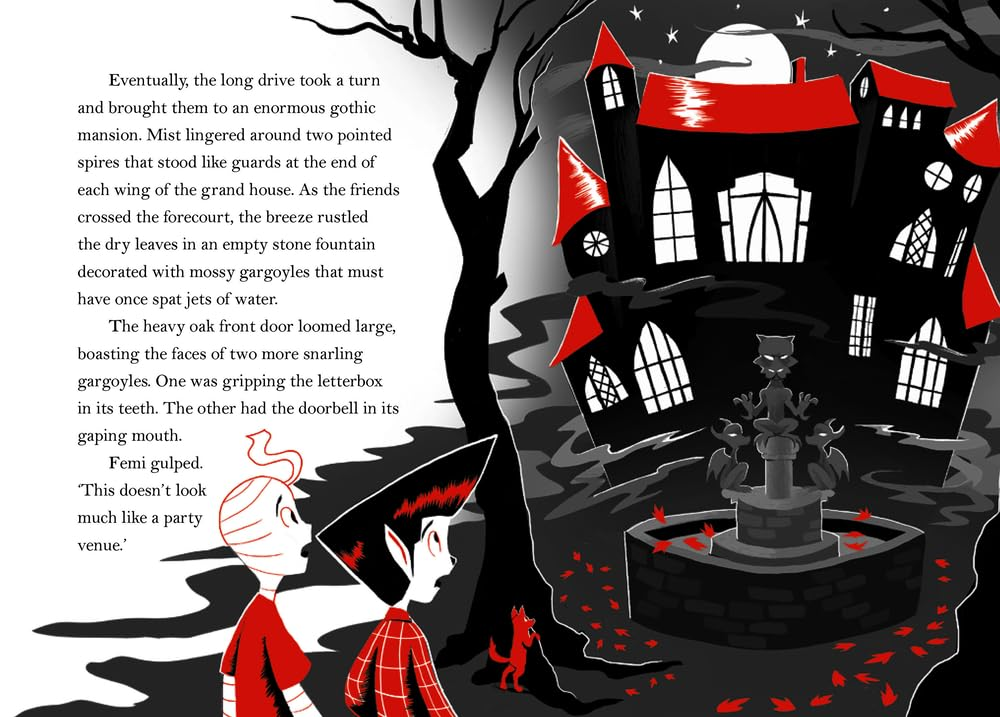 Eventually, the long drive took a turn
and brought them to an enormous gothic
mansion. Mist lingered around two pointed
spires that stood like guards at the end of
each wing of the grand house. As the friends
crossed the forecourt, the breeze rustled
the dry leaves in an empty stone fountain
decorated with mossy gargoyles that must
have once spat jets of water.
The heavy oak front door loomed large,
boasting the faces of two more snarling
gargoyles. One was gripping the letterbox
in its teeth. The other had the doorbell in its
gaping mouth.
Femi gulped.
‘This doesn’t look
much like a party
venue.’